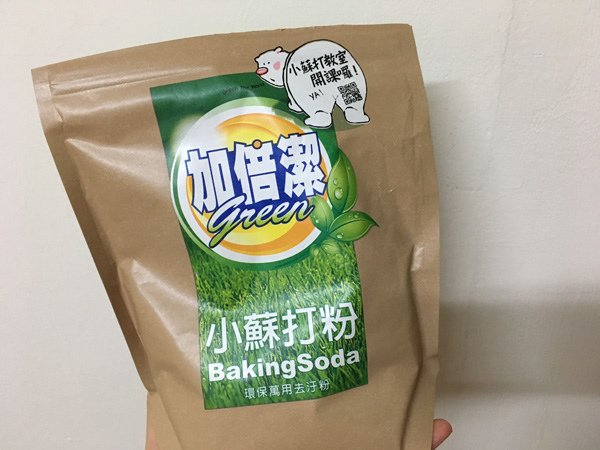 小蘇打教室
開課囉！
YA!
加倍潔
green
小蘇打粉
BakingSoda
環保萬用去汙粉